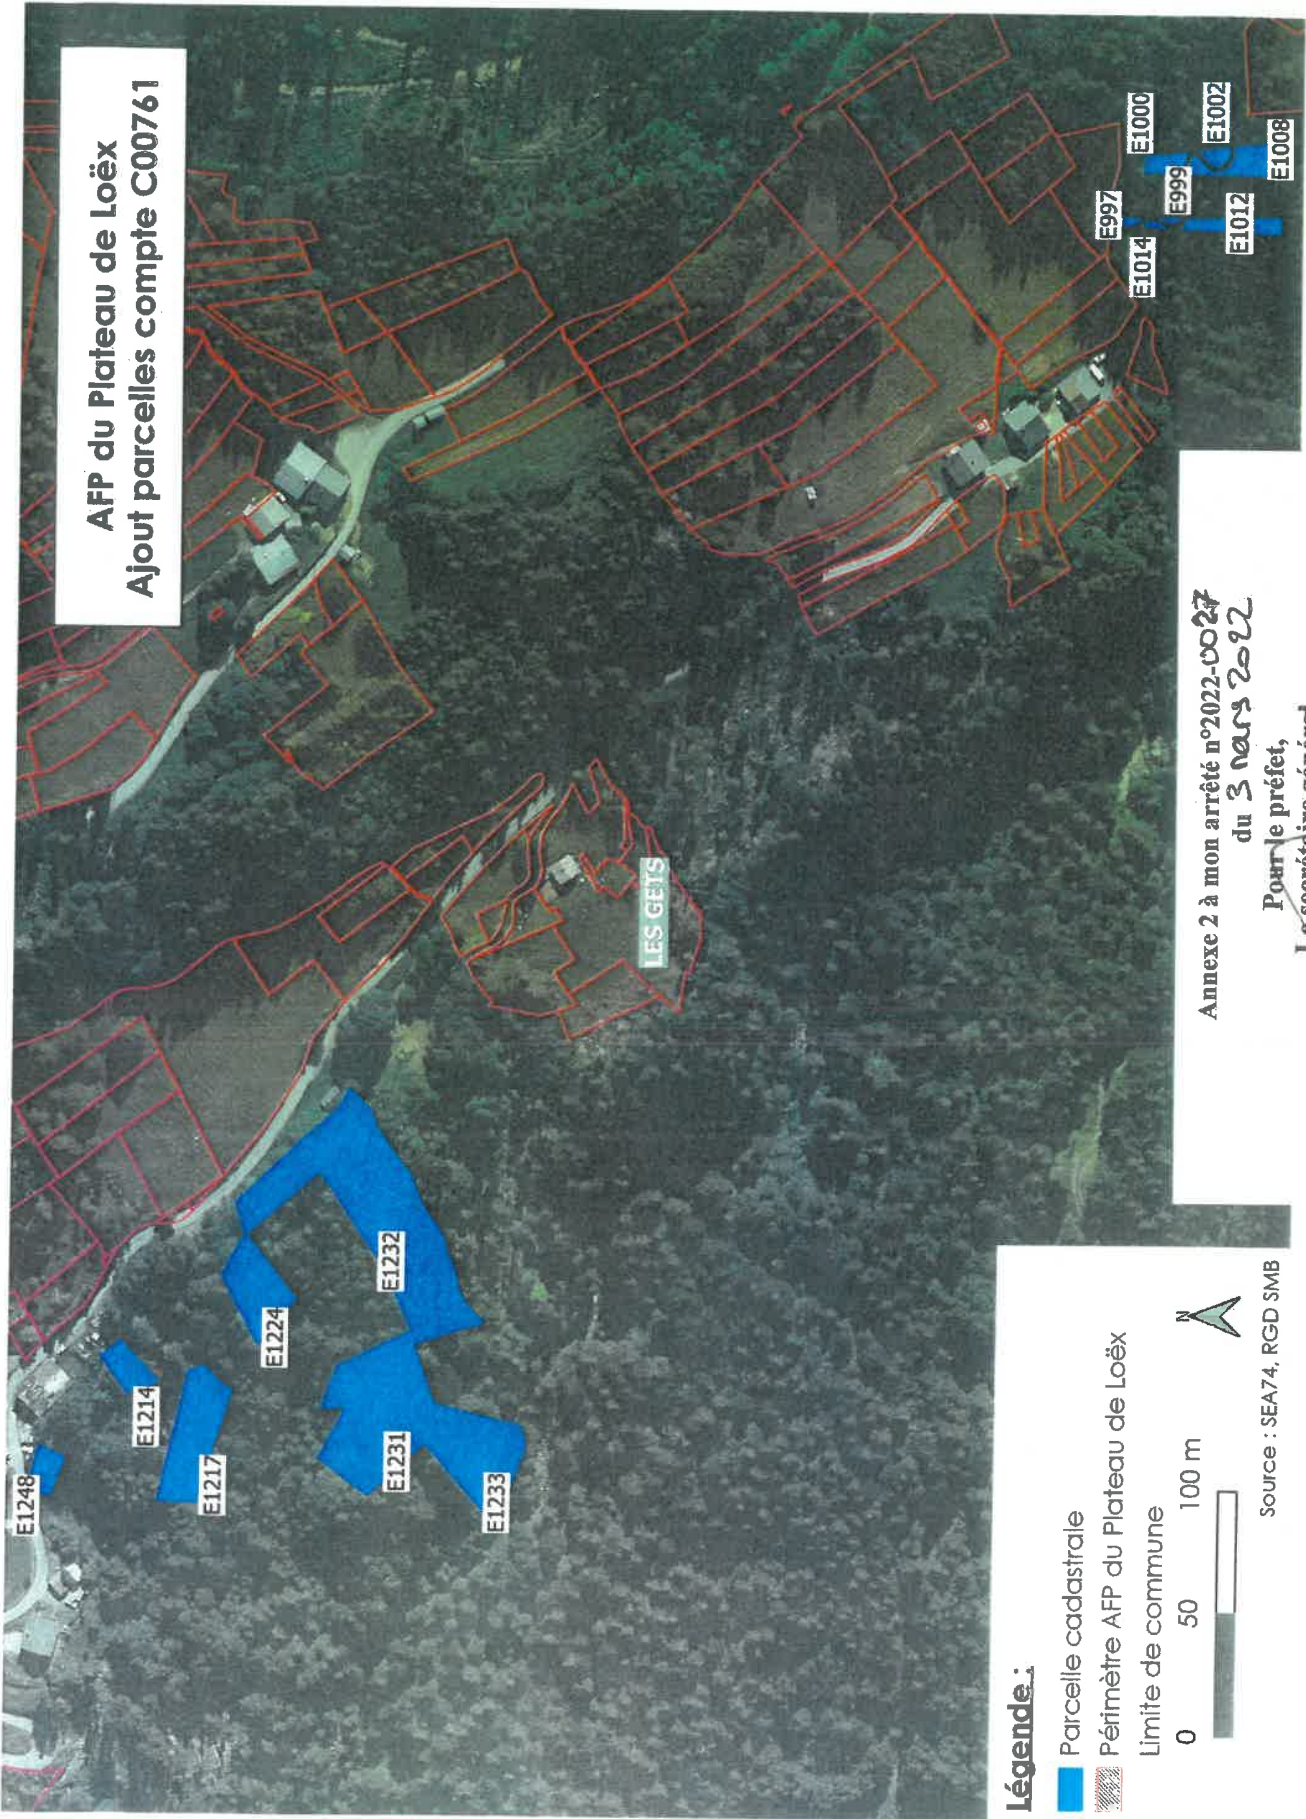 AFP du Plateau de Loëx
Ajout parcelles compte C00761
E1248
E1214
E1217
E1224
E1232
E1231
E1233
LES GETS
E997
E1000
E1014
E999
E1002
E1012
E1008
Légende :
Parcelle cadastrale
Périmètre AFP du Plateau de Loëx
Limite de commune
0 50 100 m
N
Source : SEA74, RGD SMB
Annexe 2 à mon arrêté n°2022-0027
du 3 mars 2022
Pour le préfet,
Le secrétaire général